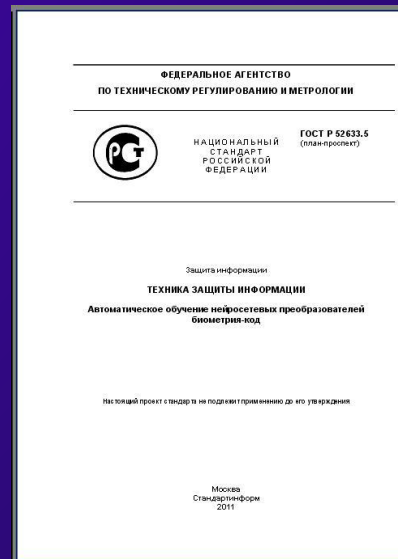 ФЕДЕРАЛЬНОЕ АГЕНТСТВО
ПО ТЕХНИЧЕСКОМУ РЕГУЛИРОВАНИЮ И МЕТРОЛОГИИ
РСТ
НАЦИОНАЛЬНЫЙ
СТАНДАРТ
РОССИЙСКОЙ
ФЕДЕРАЦИИ
ГОСТ Р 52633.5
(план-проспект)
Защита информации
ТЕХНИКА ЗАЩИТЫ ИНФОРМАЦИИ
Автоматическое обучение нейросетевых преобразователей
биометрия-код
Настоящий проект стандарта не подлежит применению до его утверждения
Москва
Стандартинформ
2011